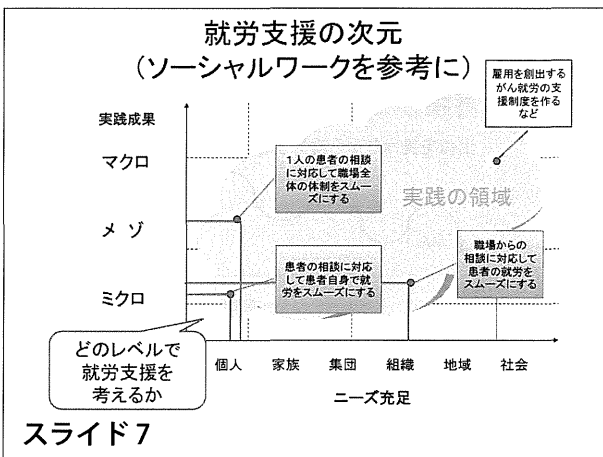 就労支援の次元
(ソーシャルワークを参考に)
雇用を創出する
がん就労の支
援制度を作る
など
実践成果
マクロ
メ ゾ
ミクロ
1人の患者の相談
に対応して職場全
体の体制をスムー
ズにする
実践の領域
患者の相談に対応
して患者自身で就
労をスムーズにする
職場からの
相談に対応して
患者の就労を
スムーズにする
どのレベルで
就労支援を
考えるか
個人 家族 集団 組織 地域 社会
ニーズ充足
スライド7